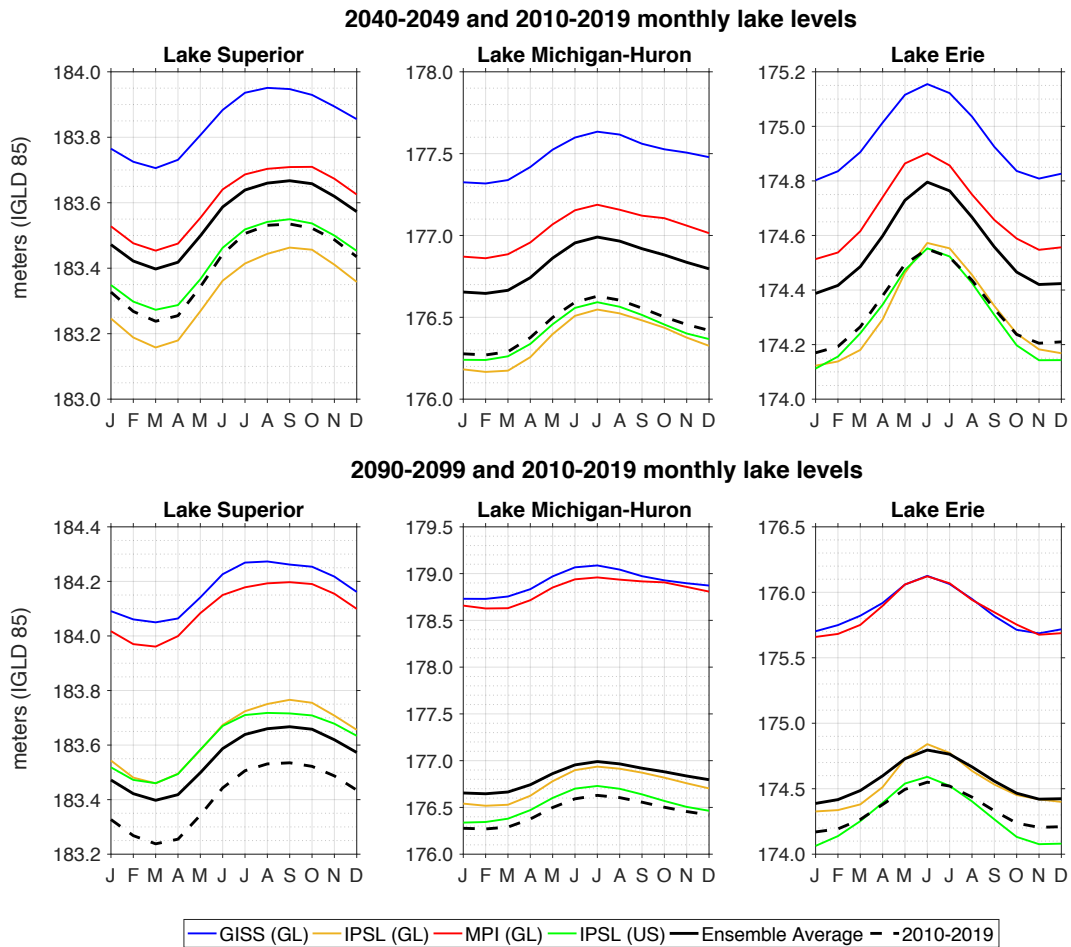 2040-2049 and 2010-2019 monthly lake levels
Lake Superior
Lake Michigan-Huron
Lake Erie
meters (IGLD 85)
184.0
183.8
183.6
183.4
183.2
183.0
J F M A M J J A S O N D
178.0
177.5
177.0
176.5
176.0
J F M A M J J A S O N D
175.2
175.0
174.8
174.6
174.4
174.2
174.0
J F M A M J J A S O N D
2090-2099 and 2010-2019 monthly lake levels
Lake Superior
Lake Michigan-Huron
Lake Erie
meters (IGLD 85)
184.4
184.2
184.0
183.8
183.6
183.4
183.2
J F M A M J J A S O N D
179.5
179.0
178.5
178.0
177.5
177.0
176.5
176.0
J F M A M J J A S O N D
176.5
176.0
175.5
175.0
174.5
174.0
J F M A M J J A S O N D
GISS (GL) IPSL (GL) MPI (GL) IPSL (US) Ensemble Average 2010-2019